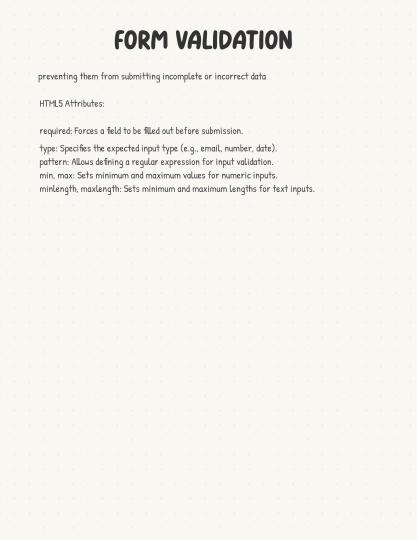 FORM VALIDATION
preventing them from submitting incomplete or incorrect data
HTML5 Attributes:
required: Forces a field to be filled out before submission.
type: Specifies the expected input type (e.g., email, number, date).
pattern: Allows defining a regular expression for input validation.
min, max: Sets minimum and maximum values for numeric inputs.
minlength, maxlength: Sets minimum and maximum lengths for text inputs.